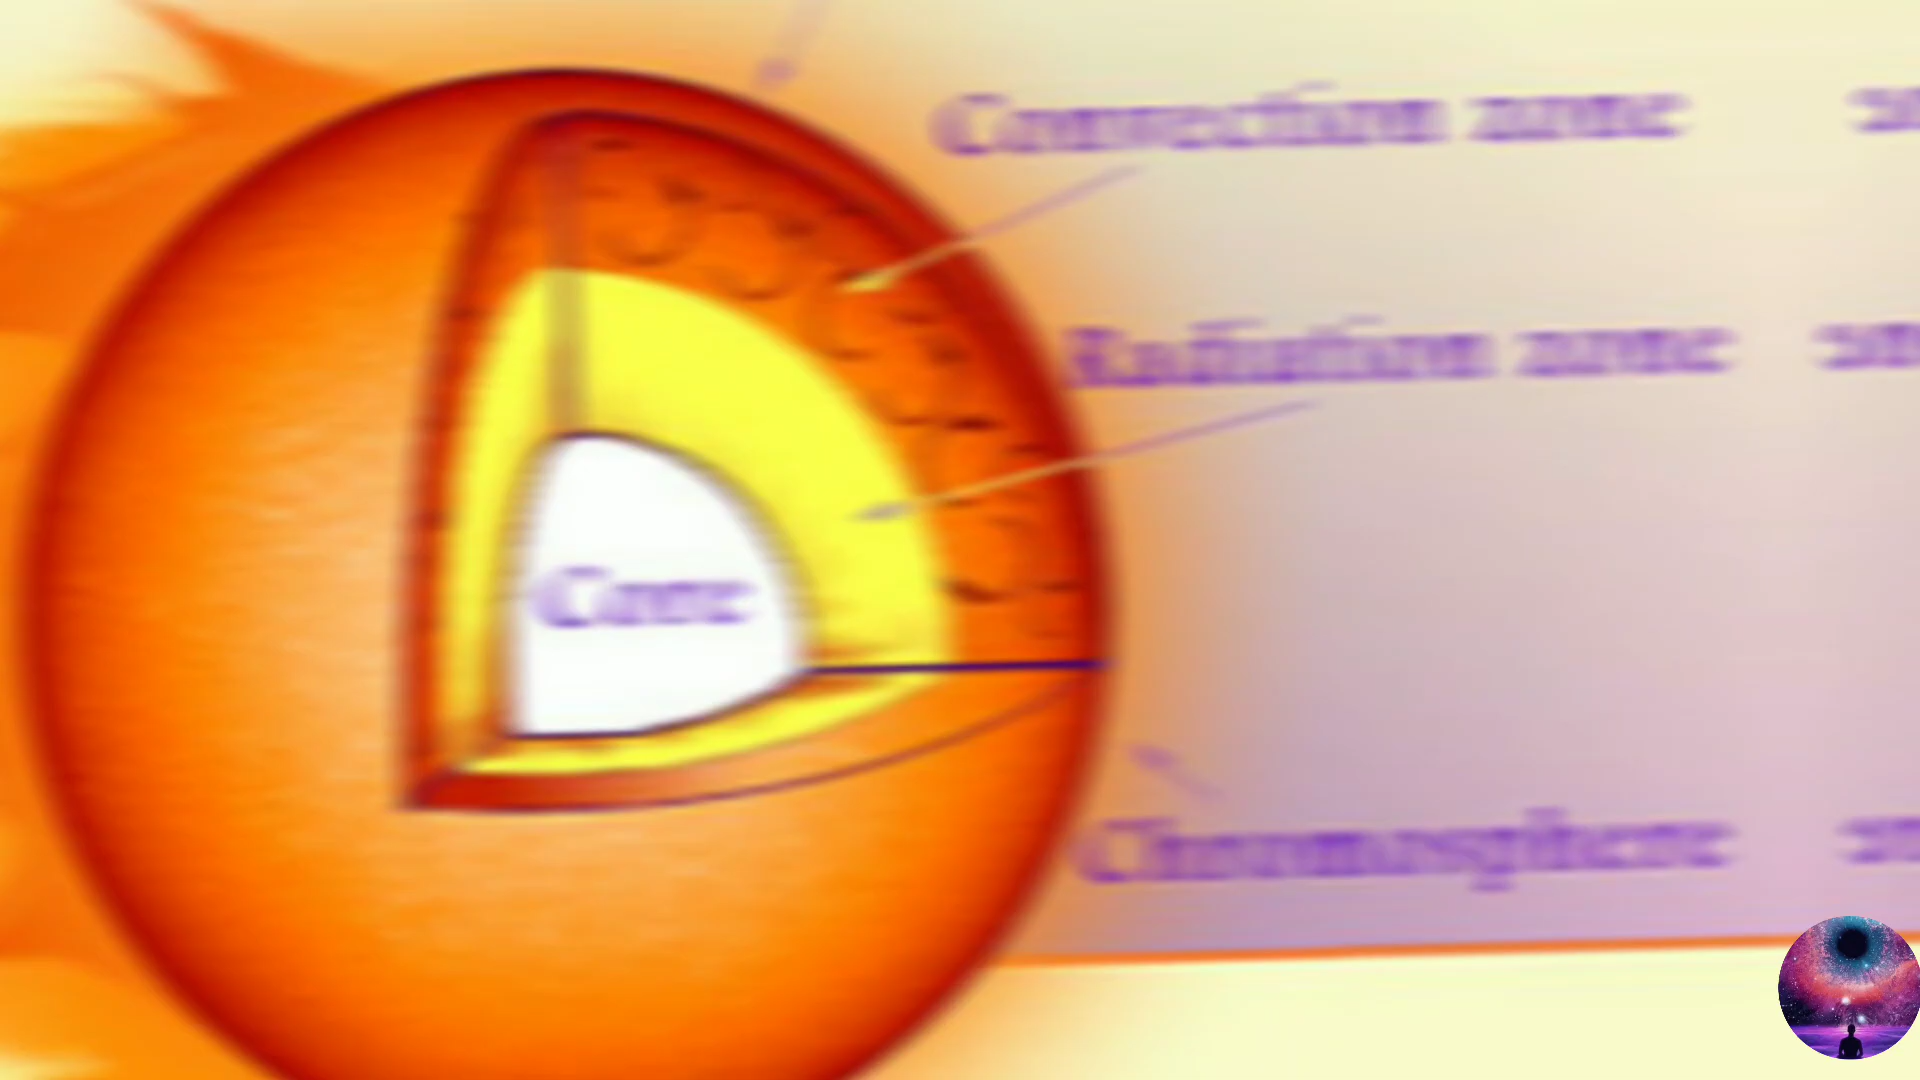 Convection zone
Radiation zone
Core
Chromosphere